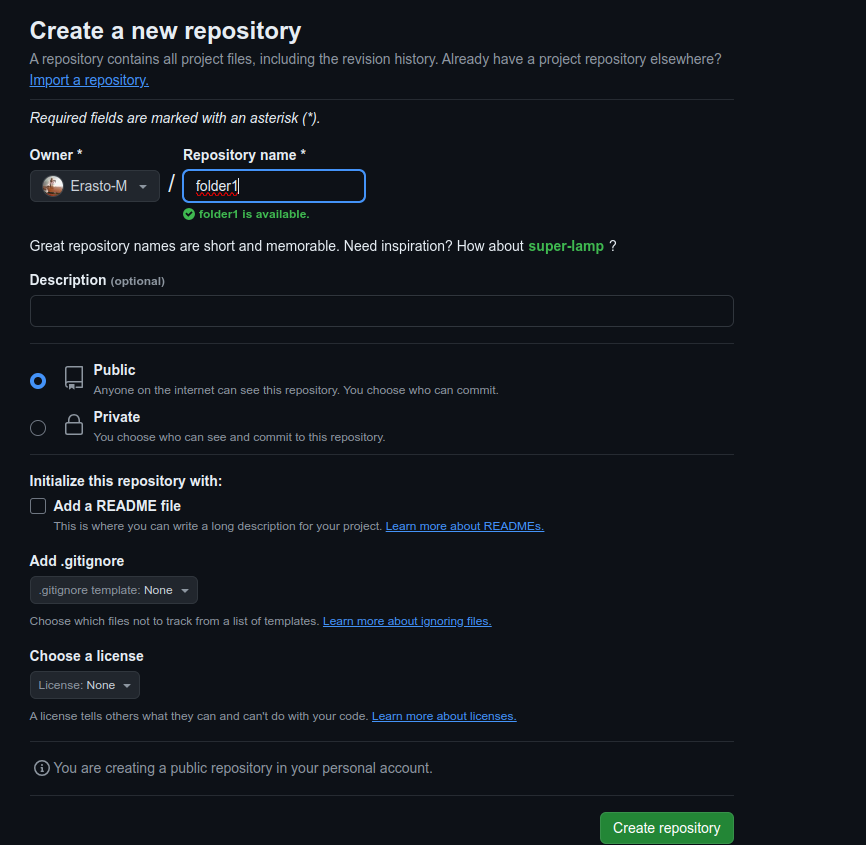 Create a new repository
A repository contains all project files, including the revision history. Already have a project repository elsewhere?
Import a repository.
Required fields are marked with an asterisk (*).
Owner * Repository name *
Erasto-M / folder1
folder1 is available.
Great repository names are short and memorable. Need inspiration? How about super-lamp ?
Description (optional)
Public
Anyone on the internet can see this repository. You choose who can commit.
Private
You choose who can see and commit to this repository.
Initialize this repository with:
Add a README file
This is where you can write a long description for your project. Learn more about READMEs.
Add .gitignore
.gitignore template: None
Choose which files not to track from a list of templates. Learn more about ignoring files.
Choose a license
License: None
A license tells others what they can and can't do with your code. Learn more about licenses.
You are creating a public repository in your personal account.
Create repository